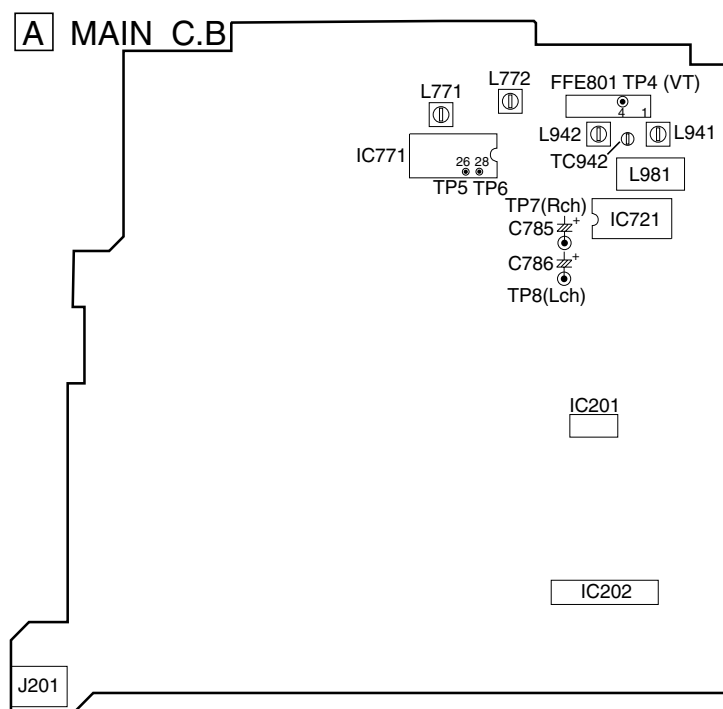 A MAIN C.B
L772
FFE801 TP4 (VT)
L771
4 1
L942
L941
IC771
TC942
26 28
L981
TP5 TP6
TP7(Rch)
C785 +
IC721
C786 +
TP8(Lch)
IC201
IC202
J201